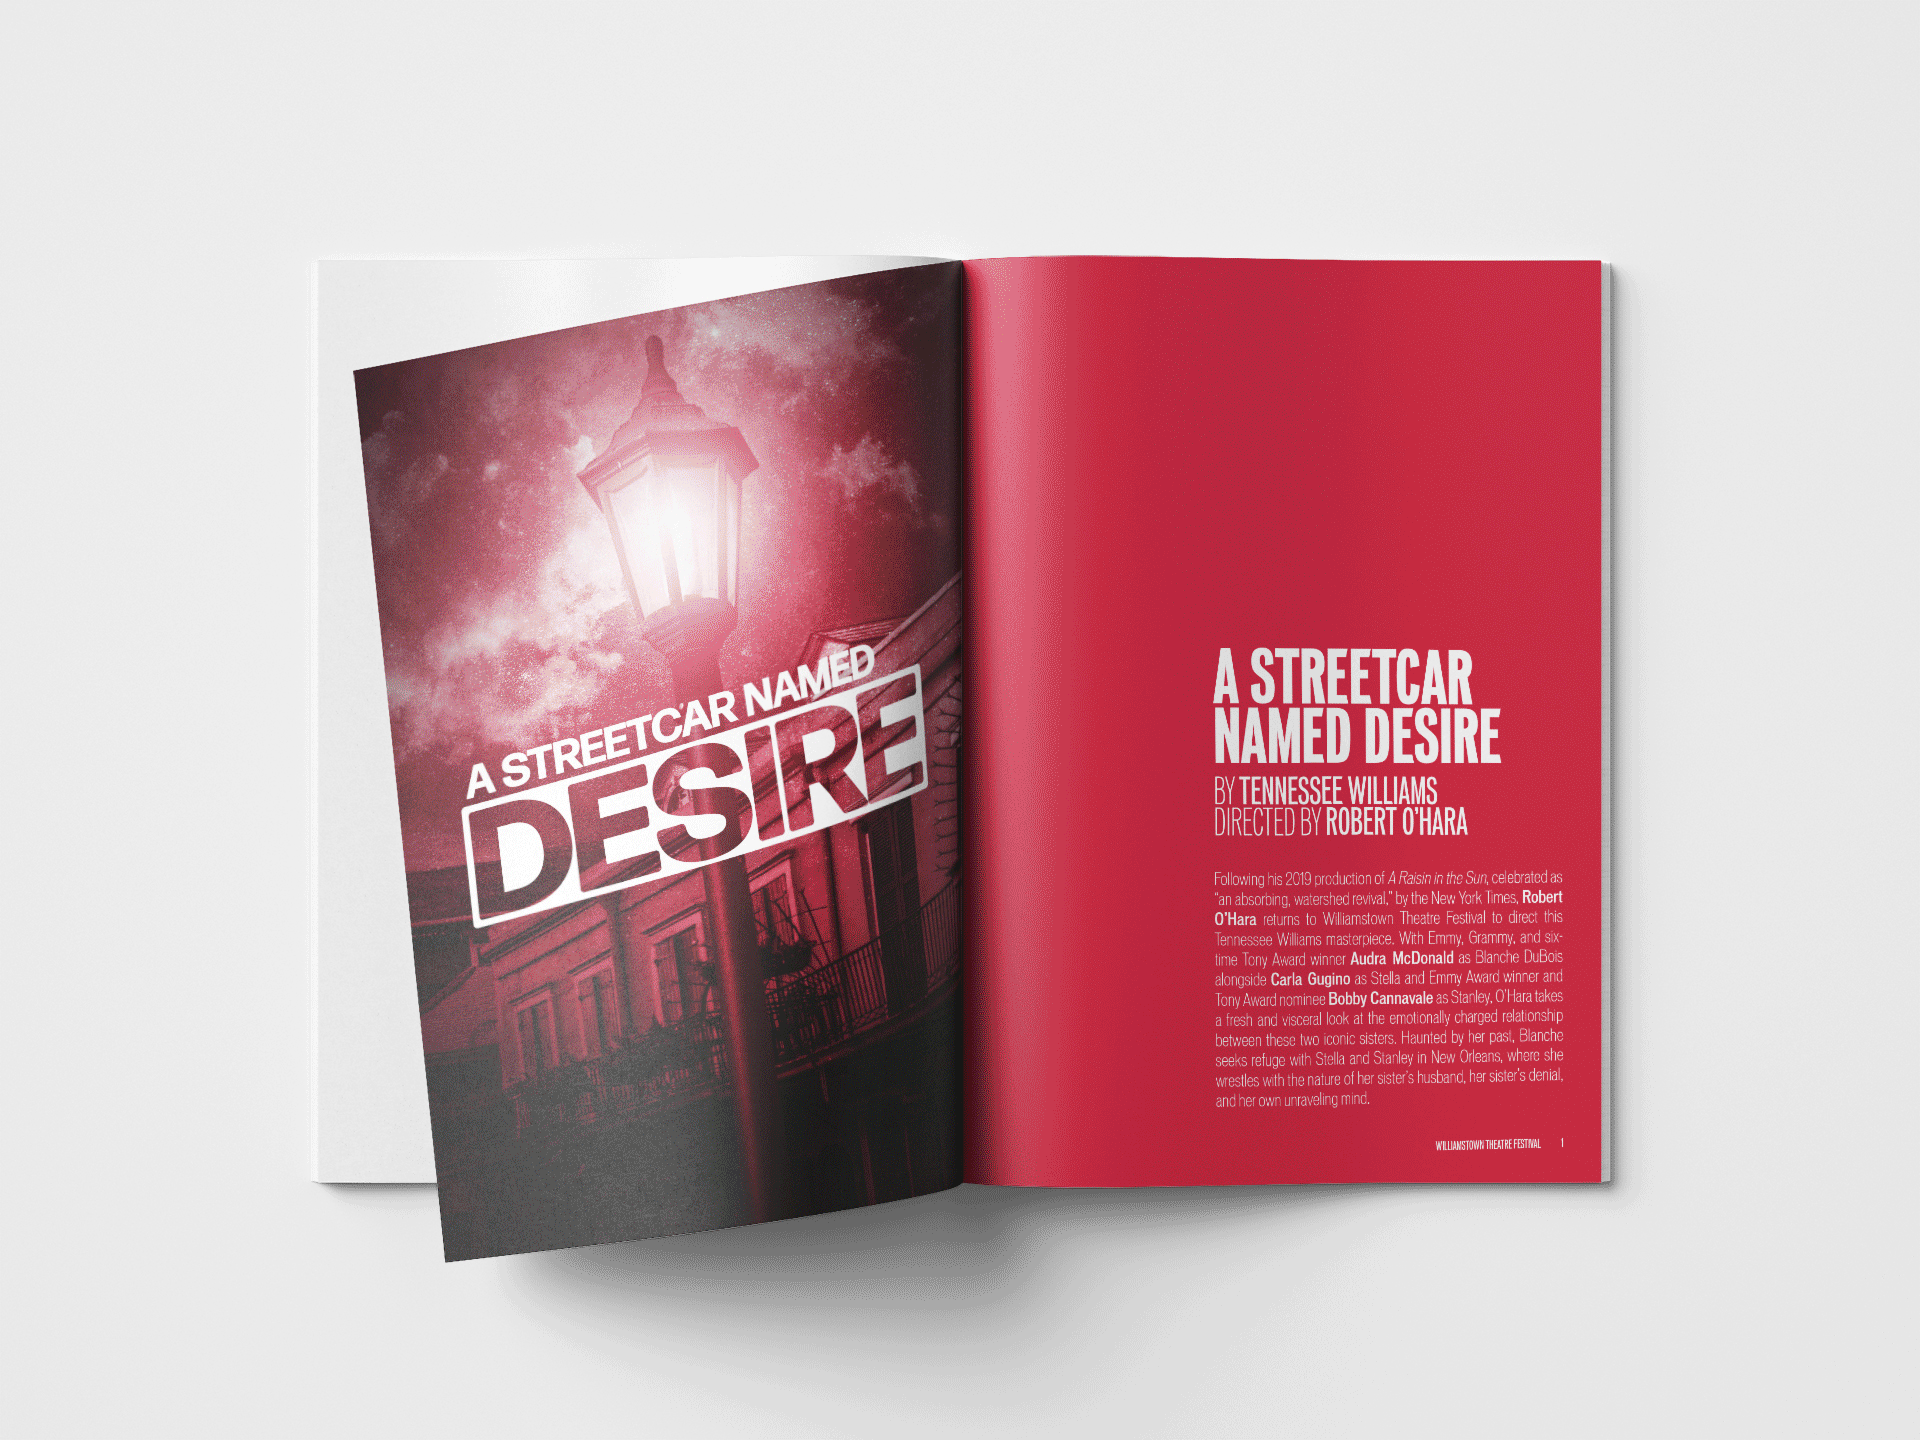 A STREETCAR NAMED
DESIRE
A STREETCAR
NAMED DESIRE
BY TENNESSEE WILLIAMS
DIRECTED BY ROBERT O'HARA
Following his 2019 production of A Raisin in the Sun, celebrated as
"an absorbing, watershed revival," by the New York Times, Robert
O'Hara returns to Williamstown Theatre Festival to direct this
Tennessee Williams masterpiece. With Emmy, Grammy, and six-
time Tony Award winner Audra McDonald as Blanche DuBois
alongside Carla Gugino as Stella and Emmy Award winner and
Tony Award nominee Bobby Cannavale as Stanley, O'Hara takes
a fresh and visceral look at the emotionally charged relationship
between these two iconic sisters. Haunted by her past, Blanche
seeks refuge with Stella and Stanley in New Orleans, where she
wrestles with the nature of her sister's husband, her sister's denial,
and her own unraveling mind.
WILLIAMSTOWN THEATRE FESTIVAL 1